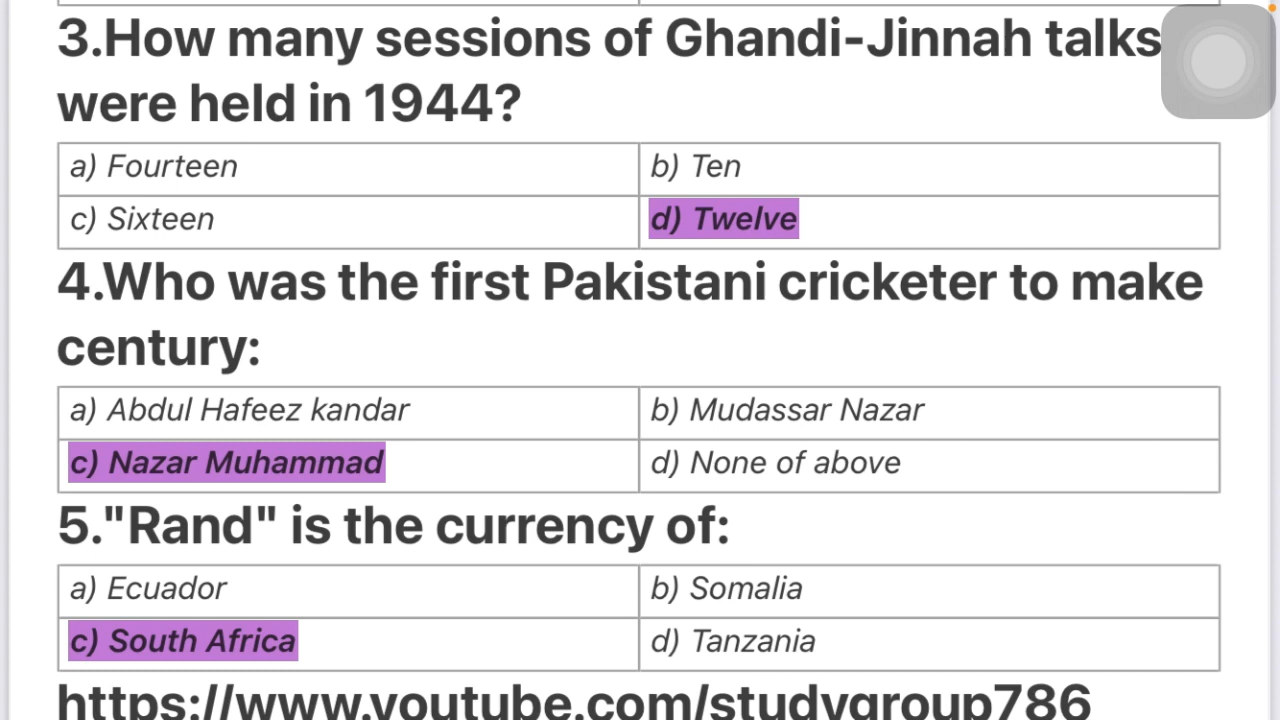 3.How many sessions of Ghandi-Jinnah talks
were held in 1944?
a) Fourteen
b) Ten
c) Sixteen
d) Twelve
4.Who was the first Pakistani cricketer to make
century:
a) Abdul Hafeez kandar
b) Mudassar Nazar
c) Nazar Muhammad
d) None of above
5."Rand" is the currency of:
a) Ecuador
b) Somalia
c) South Africa
d) Tanzania
https://www.youtube.com/studygroup786